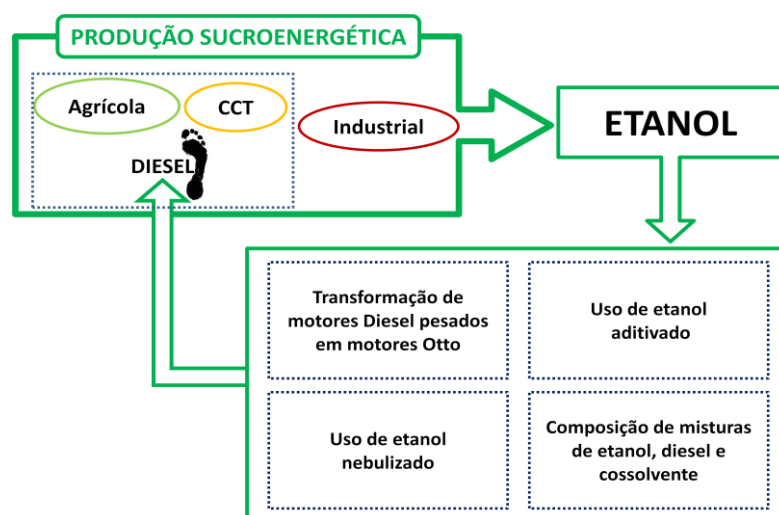 PRODUÇÃO SUCROENERGÉTICA
Agrícola
CCT
Industrial
DIESEL
ETANOL
Transformação de
motores Diesel pesados
em motores Otto
Uso de etanol
aditivado
Uso de etanol
nebulizado
Composição de misturas
de etanol, diesel e
cossolvente